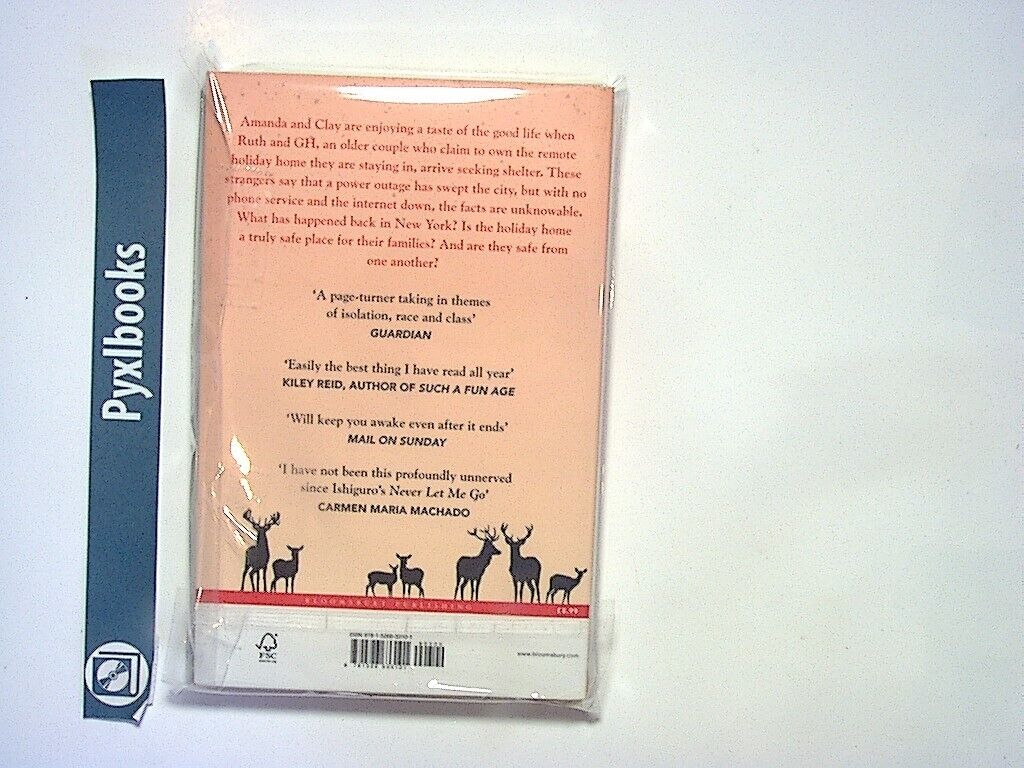 Pyxlbooks
Amanda and Clay are enjoying a taste of the good life when
Ruth and GH, an older couple who claim to own the remote
holiday home they are staying in, arrive seeking shelter. These
strangers say that a power outage has swept the city, but with no
phone service and the internet down, the facts are unknowable.
What has happened back in New York? Is the holiday home
a truly safe place for their families? And are they safe from
one another?
‘A page-turner taking in themes
of isolation, race and class’
GUARDIAN
‘Easily the best thing I have read all year’
KILEY REID, AUTHOR OF SUCH A FUN AGE
‘Will keep you awake even after it ends’
MAIL ON SUNDAY
‘I have not been this profoundly unnerved
since Ishiguro’s Never Let Me Go’
CARMEN MARIA MACHADO
BLOOMSBURY PUBLISHING
£8.99
FSC
ISBN
www.bloomsbury.com